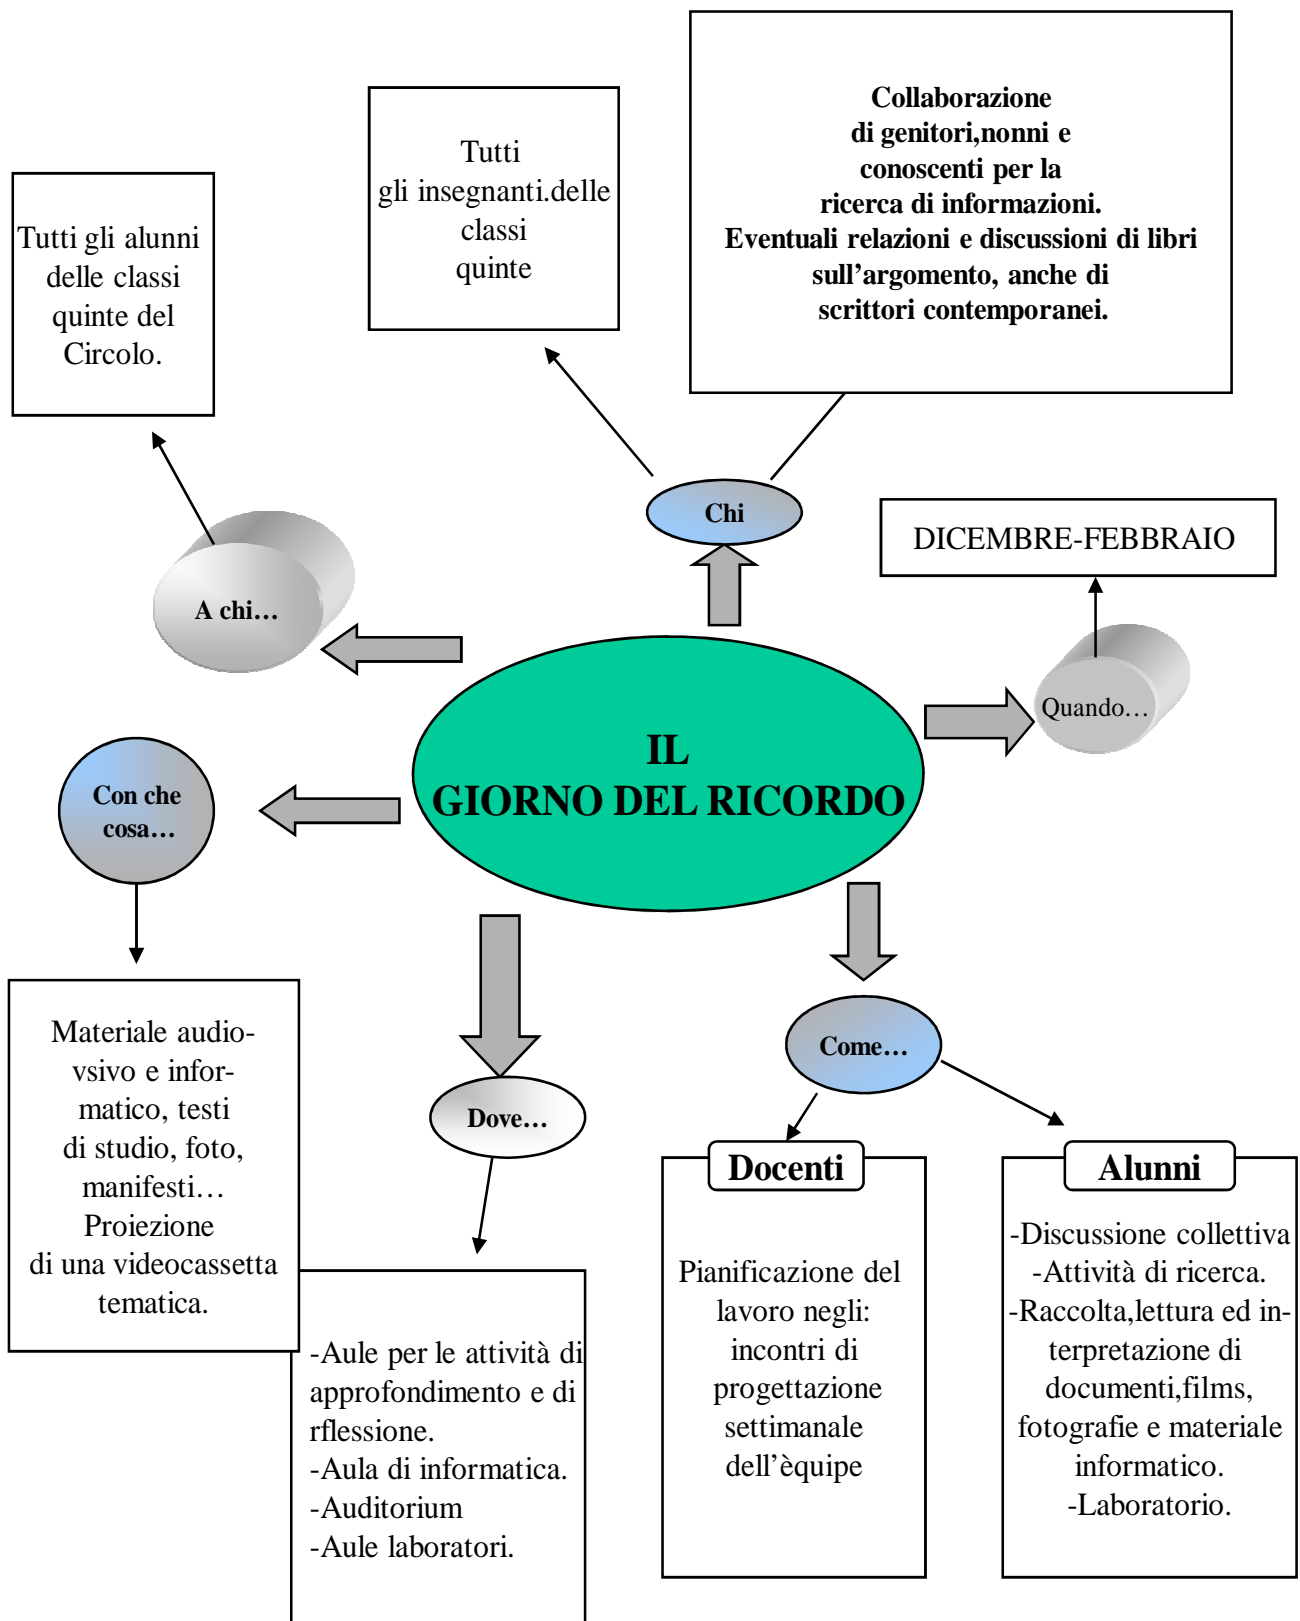 Collaborazione
di genitori,nonni e
conoscenti per la
ricerca di informazioni.
Eventuali relazioni e discussioni di libri
sull’argomento, anche di
scrittori contemporanei.
Tutti
gli insegnanti.delle
classi
quinte
Tutti gli alunni
delle classi
quinte del
Circolo.
Chi
DICEMBRE-FEBBRAIO
A chi…
Quando…
IL
GIORNO DEL RICORDO
Con che
cosa…
Come…
Dove…
Materiale audio-
vsivo e infor-
matico, testi
di studio, foto,
manifesti…
Proiezione
di una videocassetta
tematica.
-Aule per le attività di
approfondimento e di
rflessione.
-Aula di informatica.
-Auditorium
-Aule laboratori.
Docenti
Pianificazione del
lavoro negli:
incontri di
progettazione
settimanale
dell’èquipe
Alunni
-Discussione collettiva
-Attività di ricerca.
-Raccolta,lettura ed in-
terpretazione di
documenti,films,
fotografie e materiale
informatico.
-Laboratorio.